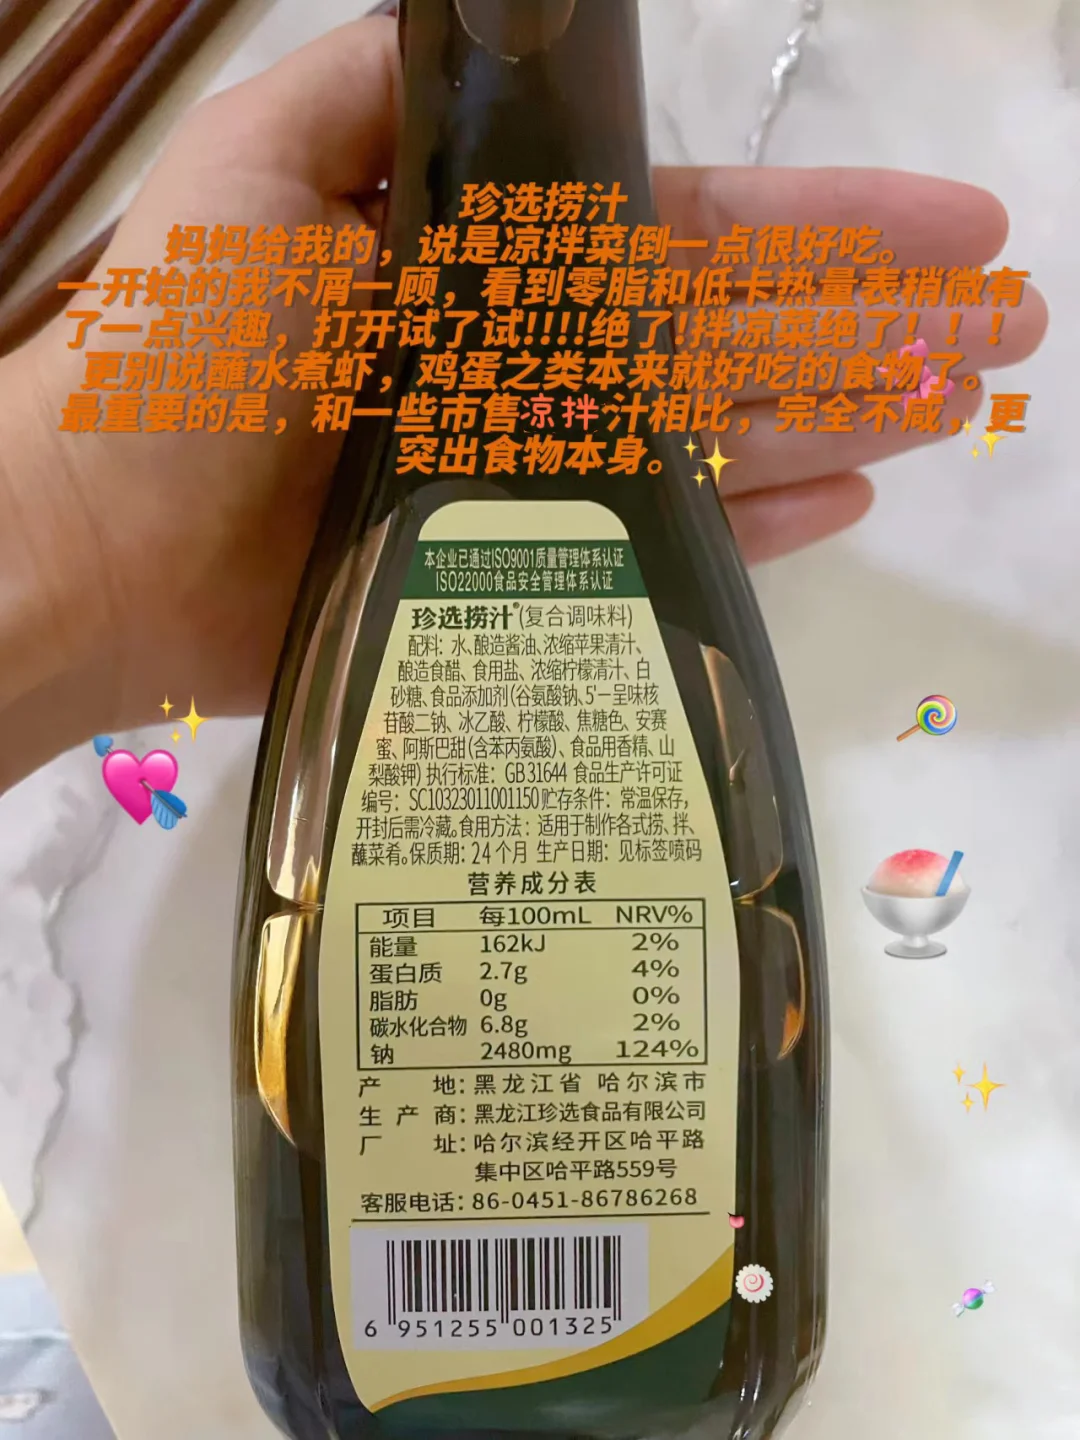 珍选捞汁
妈妈给我的，说是凉拌菜倒一点很好吃。
一开始的我不屑一顾，看到零脂和低卡热量表稍微有
了一点兴趣，打开试了试!!!!绝了!拌凉菜绝了！！！
更别说蘸水煮虾，鸡蛋之类本来就好吃的食物了。
最重要的是，和一些市售凉拌汁相比，完全不咸，更
突出食物本身。
本企业已通过ISO9001质量管理体系认证
ISO22000食品安全管理体系认证
珍选捞汁®(复合调味料)
配料：水、酿造酱油、浓缩苹果清汁、
酿造食醋、食用盐、浓缩柠檬清汁、白
砂糖、食品添加剂(谷氨酸钠、5'一呈味核
苷酸二钠、冰乙酸、柠檬酸、焦糖色、安赛
蜜、阿斯巴甜(含苯丙氨酸)、食品用香精、山
梨酸钾) 执行标准：GB 31644 食品生产许可证
编号：SC10323011001150 贮存条件：常温保存，
开封后需冷藏。食用方法：适用于制作各式捞、拌、
蘸菜肴。保质期：24个月 生产日期：见标签喷码
营养成分表
项目 每100mL NRV%
能量 162kJ 2%
蛋白质 2.7g 4%
脂肪 0g 0%
碳水化合物 6.8g 2%
钠 2480mg 124%
产地：黑龙江省 哈尔滨市
生产商：黑龙江珍选食品有限公司
厂址：哈尔滨经开区哈平路
集中区哈平路559号
客服电话：86-0451-86786268
6 951255 001325